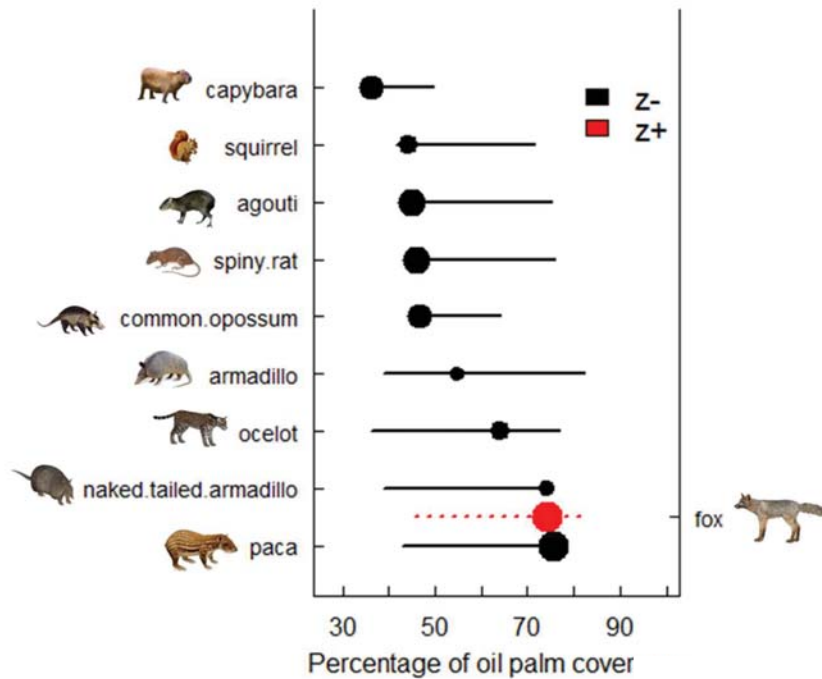 capybara
squirrel
agouti
spiny.rat
common.opossum
armadillo
ocelot
naked.tailed.armadillo
paca
z-
z+
fox
30 50 70 90
Percentage of oil palm cover